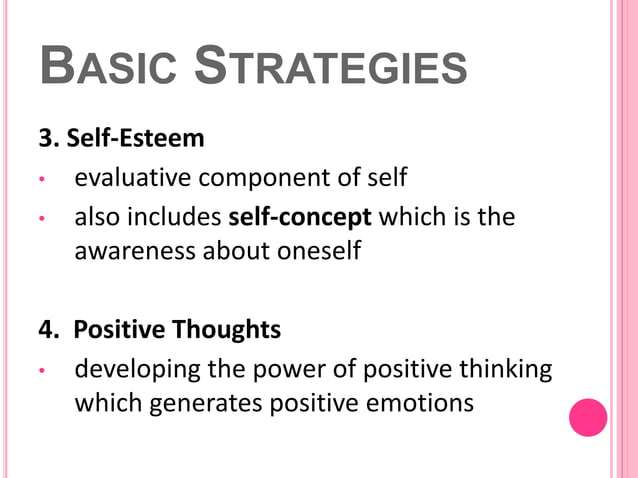 BASIC STRATEGIES
3. Self-Esteem
• evaluative component of self
• also includes self-concept which is the
awareness about oneself
4. Positive Thoughts
• developing the power of positive thinking
which generates positive emotions